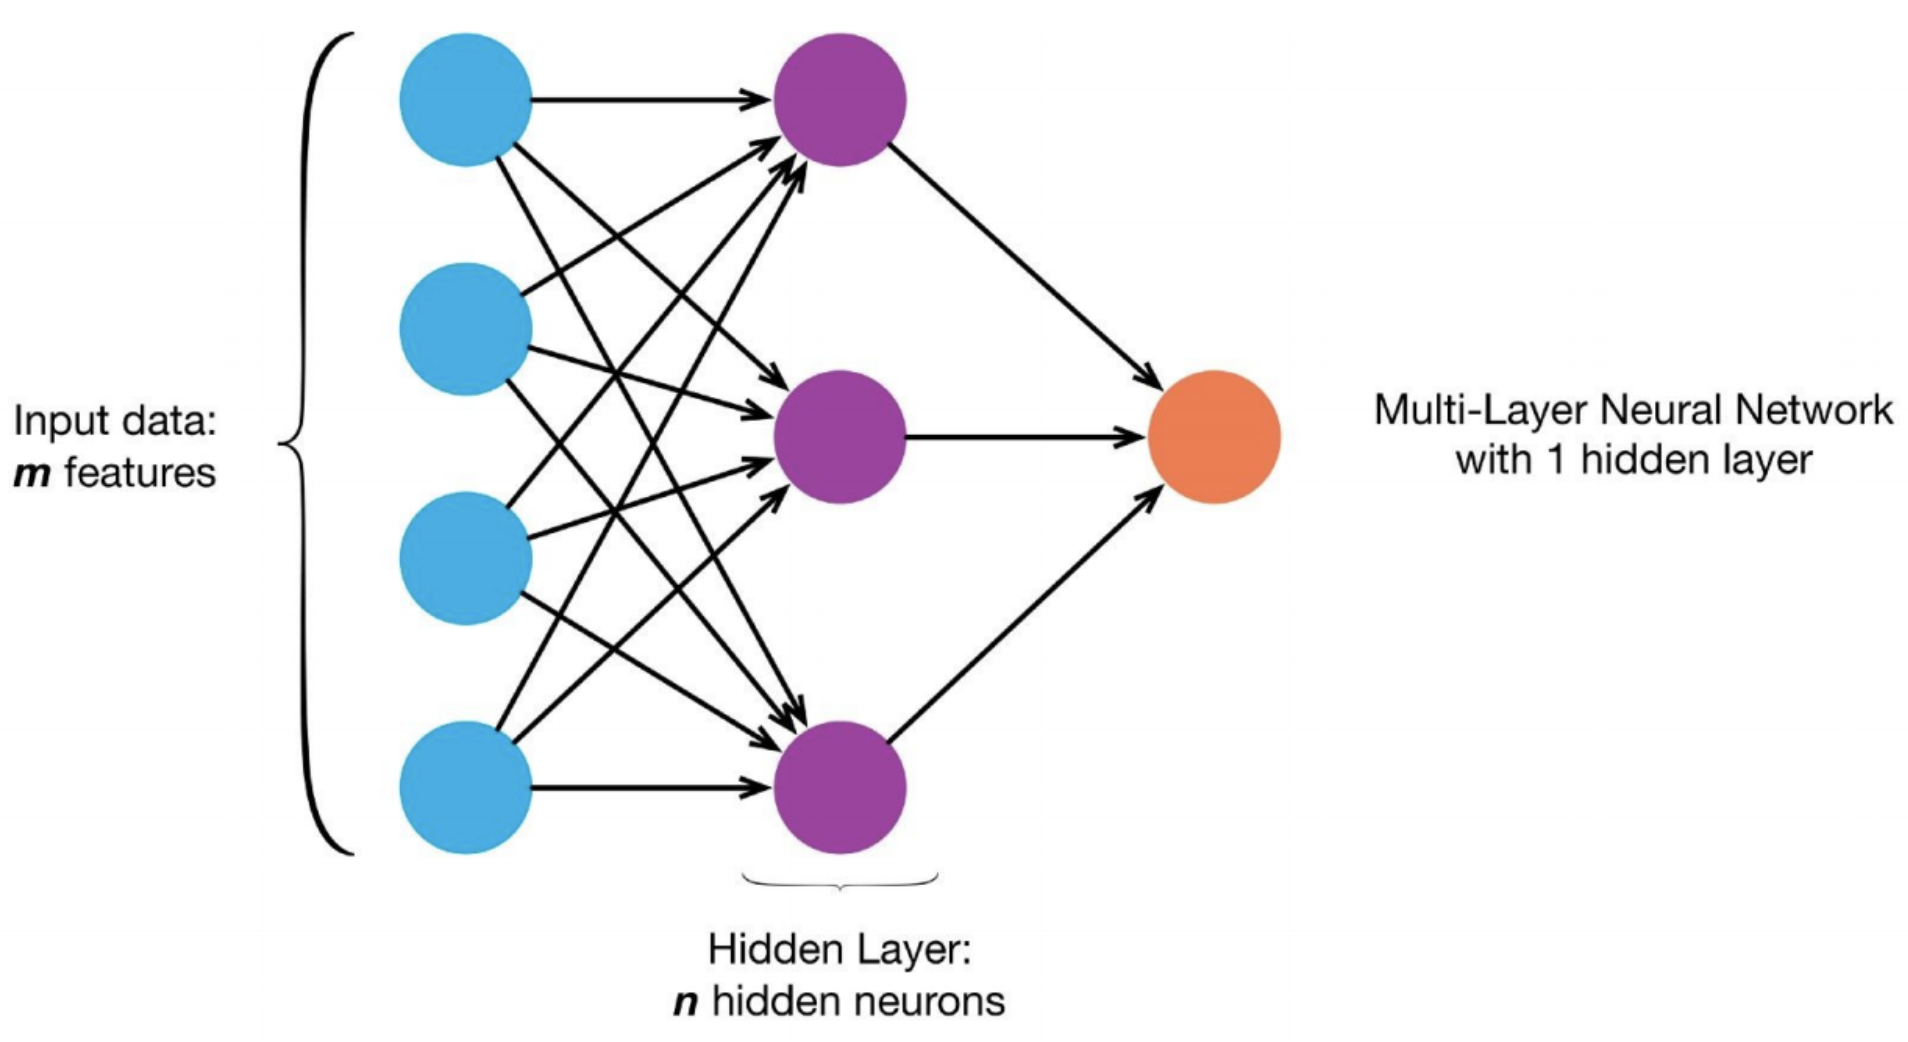 Input data:
m features
Multi-Layer Neural Network
with 1 hidden layer
Hidden Layer:
n hidden neurons